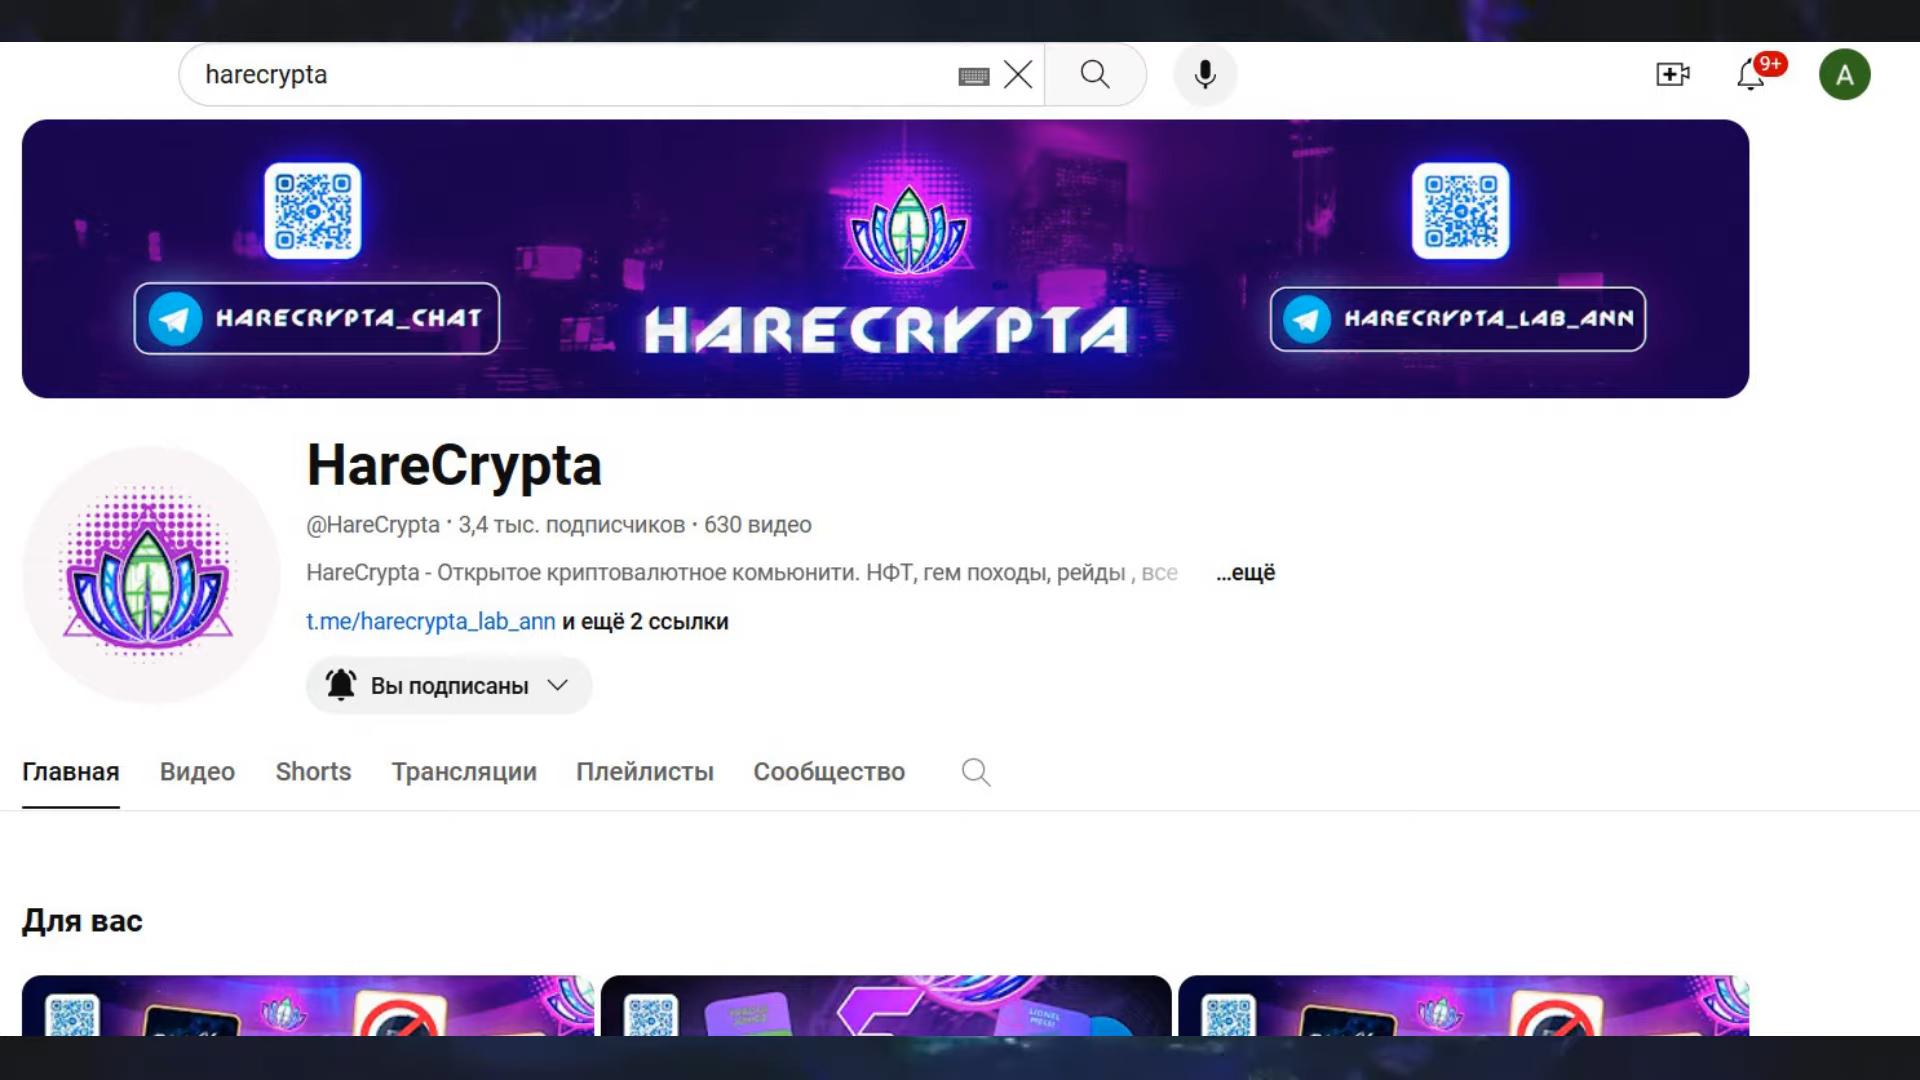 harecrypta
9+
A
HARECRYPTA_CHAT
HARECRYPTA
HARECRYPTA_LAB_ANN
HareCrypta
@HareCrypta · 3,4 тыс. подписчиков · 630 видео
HareCrypta - Открытое криптовалютное комьюнити. НФТ, гем походы, рейды , все ...ещё
t.me/harecrypta_lab_ann и ещё 2 ссылки
Вы подписаны
Главная Видео Shorts Трансляции Плейлисты Сообщество
Для вас
LIONEL
MESSI